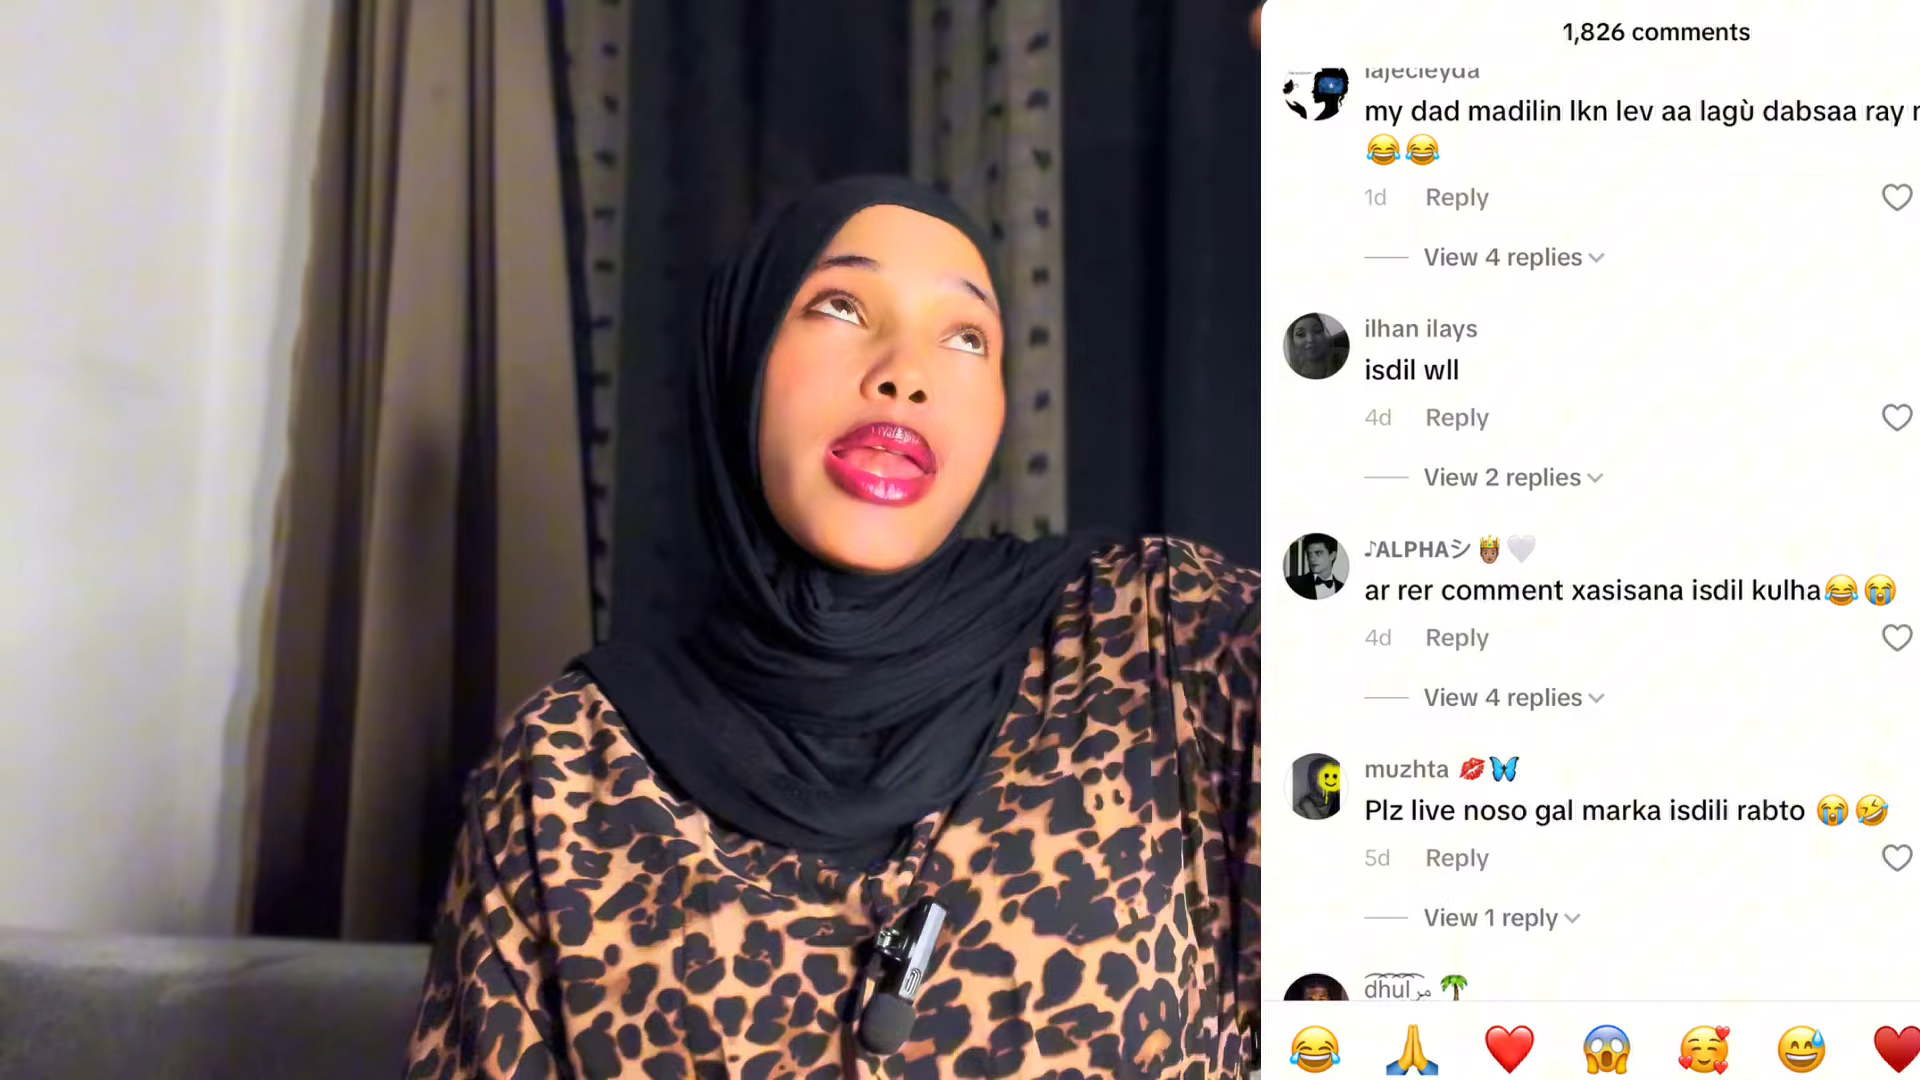 1,826 comments
lajecleyda
my dad madilin lkn lev aa lagù dabsaa ray
😂😂
1d Reply
View 4 replies
ilhan ilays
isdil wll
4d Reply
View 2 replies
♪ALPHAシ 🤴🏽🤍
ar rer comment xasisana isdil kulha😂😭
4d Reply
View 4 replies
muzhta 💋🦋
Plz live noso gal marka isdili rabto 😭🤣
5d Reply
View 1 reply
dhul مر 🌴
😂 🙏 ❤️ 😱 🥰 😅 ♥️